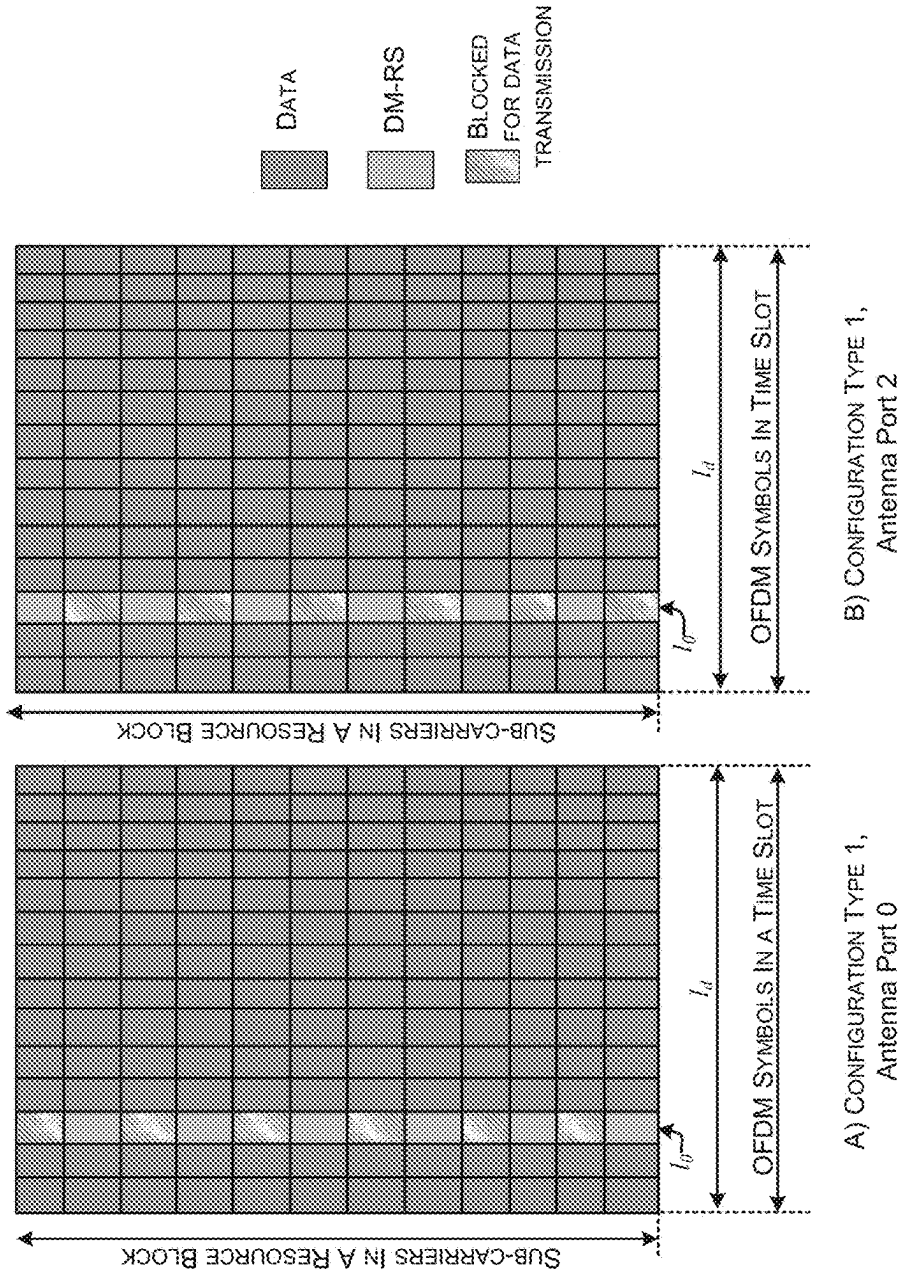 SUB-CARRIERS IN A RESOURCE BLOCK
l0
ld
OFDM SYMBOLS IN A TIME SLOT
A) CONFIGURATION TYPE 1,
Antenna Port 0
SUB-CARRIERS IN A RESOURCE BLOCK
l0
ld
OFDM SYMBOLS IN TIME SLOT
B) CONFIGURATION TYPE 1,
Antenna Port 2
DATA
DM-RS
BLOCKED
FOR DATA
TRANSMISSION